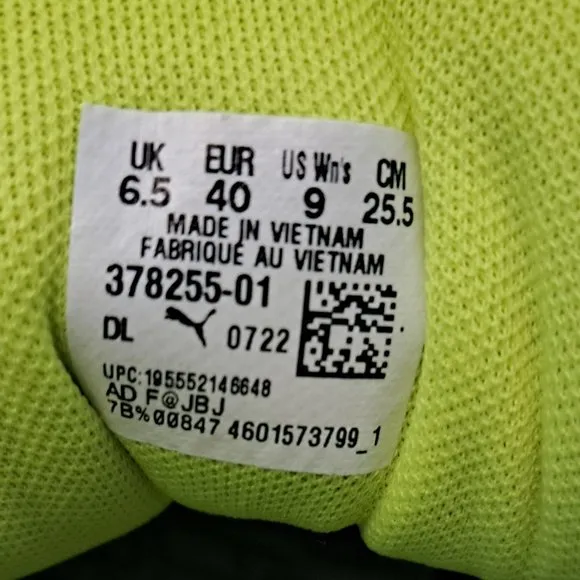 UK EUR US Wn's CM
6.5 40 9 25.5
MADE IN VIETNAM
FABRIQUÉ AU VIETNAM
378255-01
DL 0722
UPC:195552146648
AD F@JBJ
7B%00847 4601573799_1